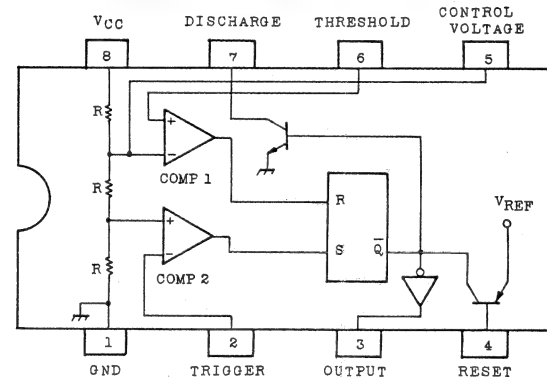 VCC
DISCHARGE
THRESHOLD
CONTROL
VOLTAGE
8
7
6
5
R
+
−
COMP 1
R
R
VREF
+
−
S
Q̅
R
COMP 2
1
2
3
4
GND
TRIGGER
OUTPUT
RESET